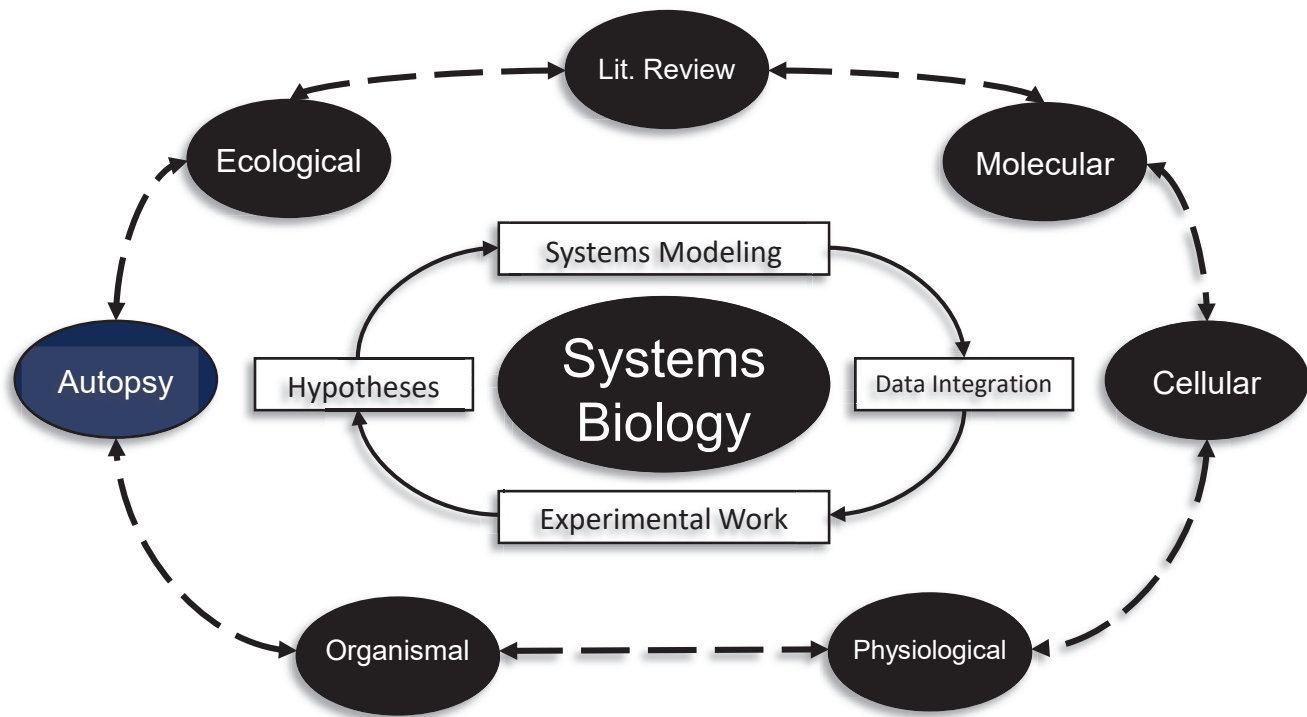 Lit. Review
Ecological
Molecular
Systems Modeling
Autopsy
Hypotheses
Systems
Biology
Data Integration
Cellular
Experimental Work
Organismal
Physiological